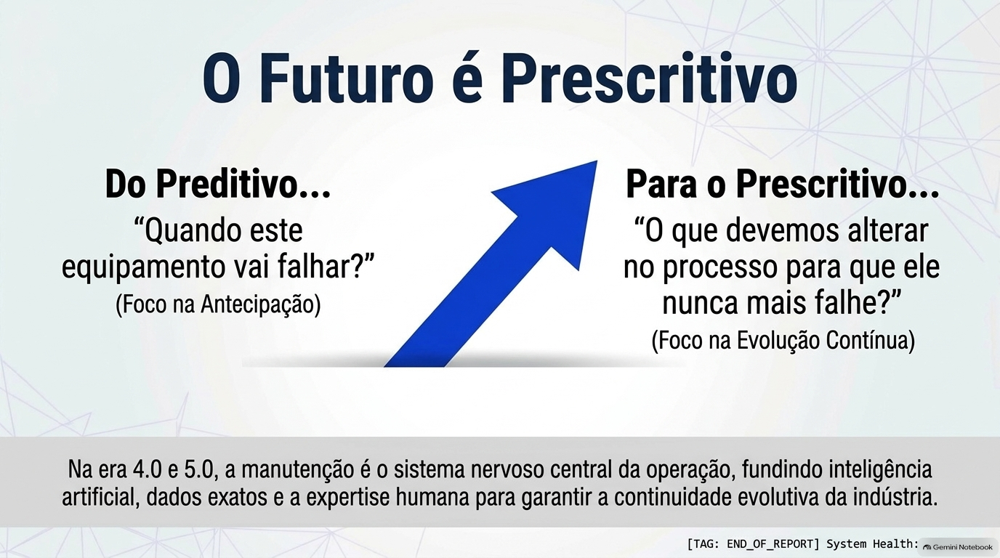 O Futuro é Prescritivo
Do Preditivo...
“Quando este
equipamento vai falhar?”
(Foco na Antecipação)
Para o Prescritivo...
“O que devemos alterar
no processo para que ele
nunca mais falhe?”
(Foco na Evolução Contínua)
Na era 4.0 e 5.0, a manutenção é o sistema nervoso central da operação, fundindo inteligência
artificial, dados exatos e a expertise humana para garantir a continuidade evolutiva da indústria.
[TAG: END_OF_REPORT] System Health:
Gemini Notebook